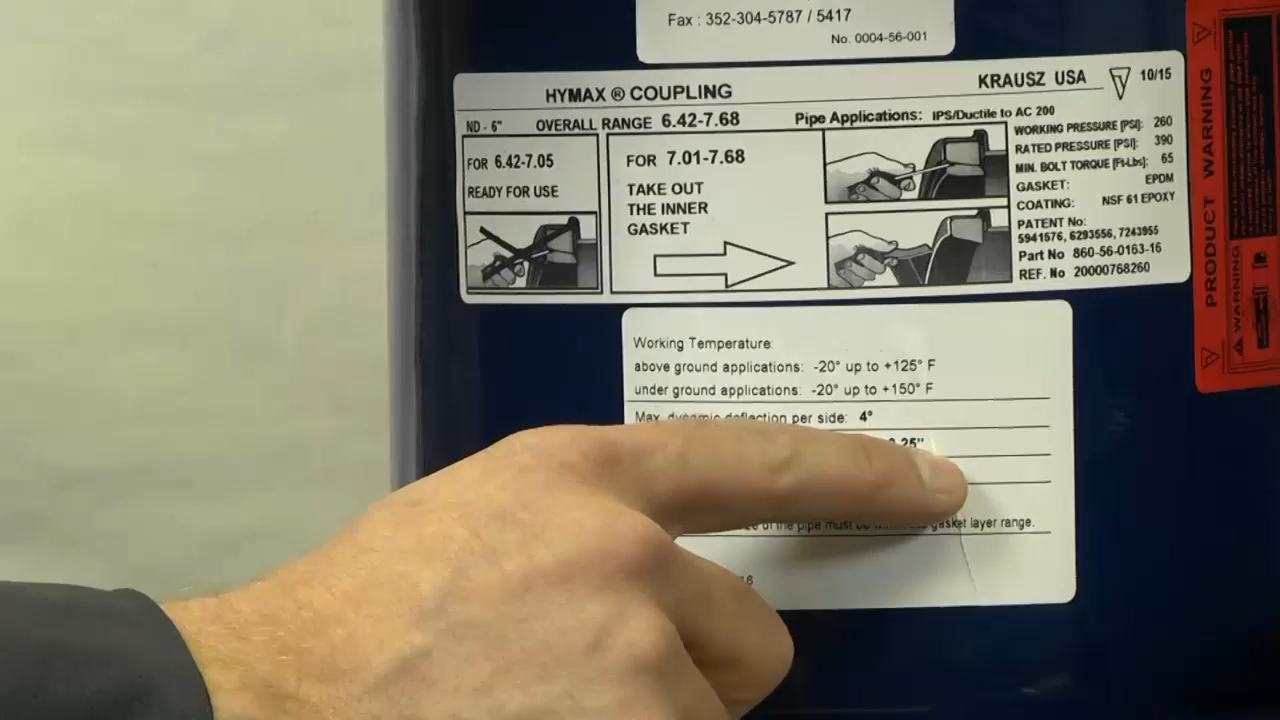 Fax : 352-304-5787 / 5417
No. 0004-56-001
HYMAX ® COUPLING
KRAUSZ USA 10/15
ND - 6" OVERALL RANGE 6.42-7.68
Pipe Applications: IPS/Ductile to AC 200
FOR 6.42-7.05
READY FOR USE
FOR 7.01-7.68
TAKE OUT
THE INNER
GASKET
WORKING PRESSURE [PSI]: 260
RATED PRESSURE [PSI]: 390
MIN. BOLT TORQUE [Ft-Lbs]: 65
GASKET: EPDM
COATING: NSF 61 EPOXY
PATENT No:
5941576, 6293556, 7243955
Part No 860-56-0163-16
REF. No 20000768260
PRODUCT WARNING
WARNING
Working Temperature:
above ground applications: -20° up to +125° F
under ground applications: -20° up to +150° F
Max. dynamic deflection per side: 4°
of the pipe must be gasket layer range.